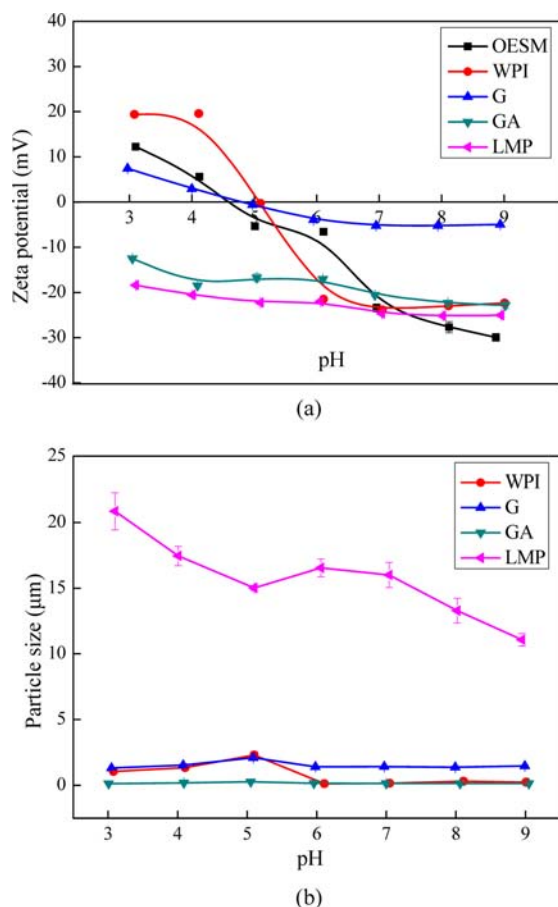 40
30
20
10
0
-10
-20
-30
-40
Zeta potential (mV)
3 4 5 6 7 8 9
pH
OESM
WPI
G
GA
LMP
(a)
25
20
15
10
5
0
Particle size (μm)
WPI
G
GA
LMP
3 4 5 6 7 8 9
pH
(b)